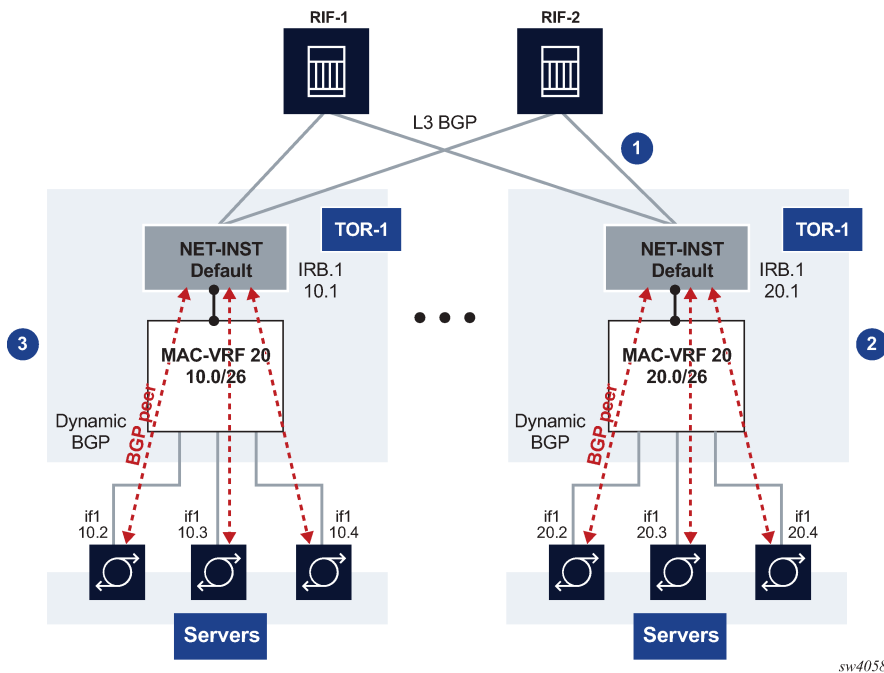 RIF-1
RIF-2
L3 BGP
1
TOR-1
TOR-1
NET-INST
Default
IRB.1
10.1
NET-INST
Default
IRB.1
20.1
3
MAC-VRF 20
10.0/26
MAC-VRF 20
20.0/26
2
Dynamic
BGP
BGP peer
Dynamic
BGP
BGP peer
if1
10.2
if1
10.3
if1
10.4
if1
20.2
if1
20.3
if1
20.4
Servers
Servers
sw4058